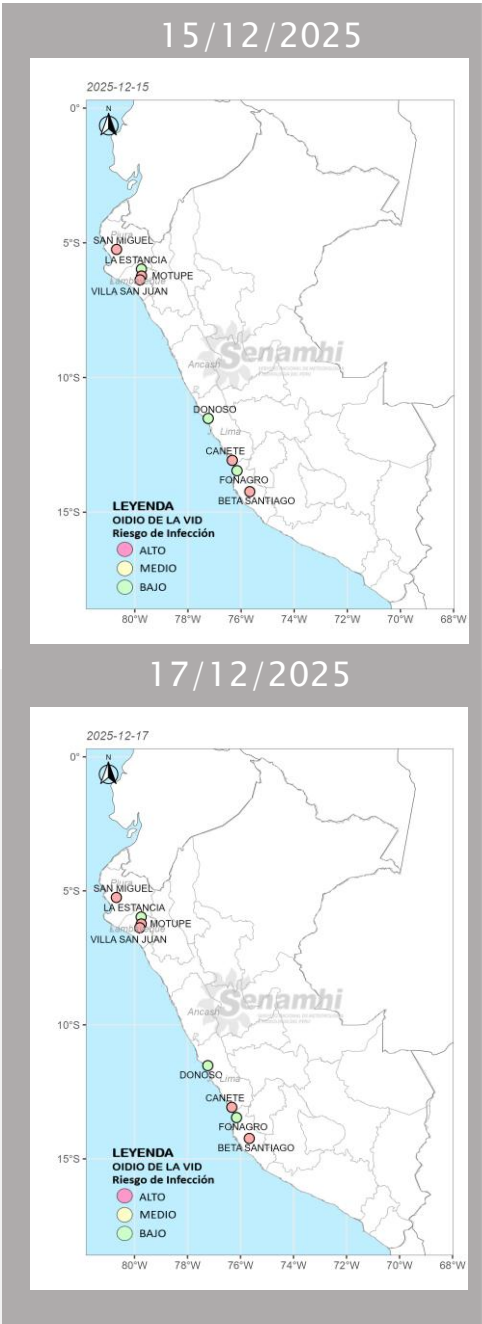 15/12/2025
2025-12-15
N
0°
Piura
SAN MIGUEL
5°S
LA ESTANCIA
MOTUPE
VILLA SAN JUAN
Senamhi
Ancash
10°S
DONOSO
Lima
CANETE
FONAGRO
BETA SANTIAGO
LEYENDA
OIDIO DE LA VID
Riesgo de Infección
15°S
ALTO
MEDIO
BAJO
80°W 78°W 76°W 74°W 72°W 70°W 68°W
17/12/2025
2025-12-17
N
0°
Piura
SAN MIGUEL
5°S
LA ESTANCIA
MOTUPE
VILLA SAN JUAN
Senamhi
Ancash
10°S
DONOSO
Lima
CANETE
FONAGRO
BETA SANTIAGO
LEYENDA
15°S
OIDIO DE LA VID
Riesgo de Infección
ALTO
MEDIO
BAJO
80°W 78°W 76°W 74°W 72°W 70°W 68°W